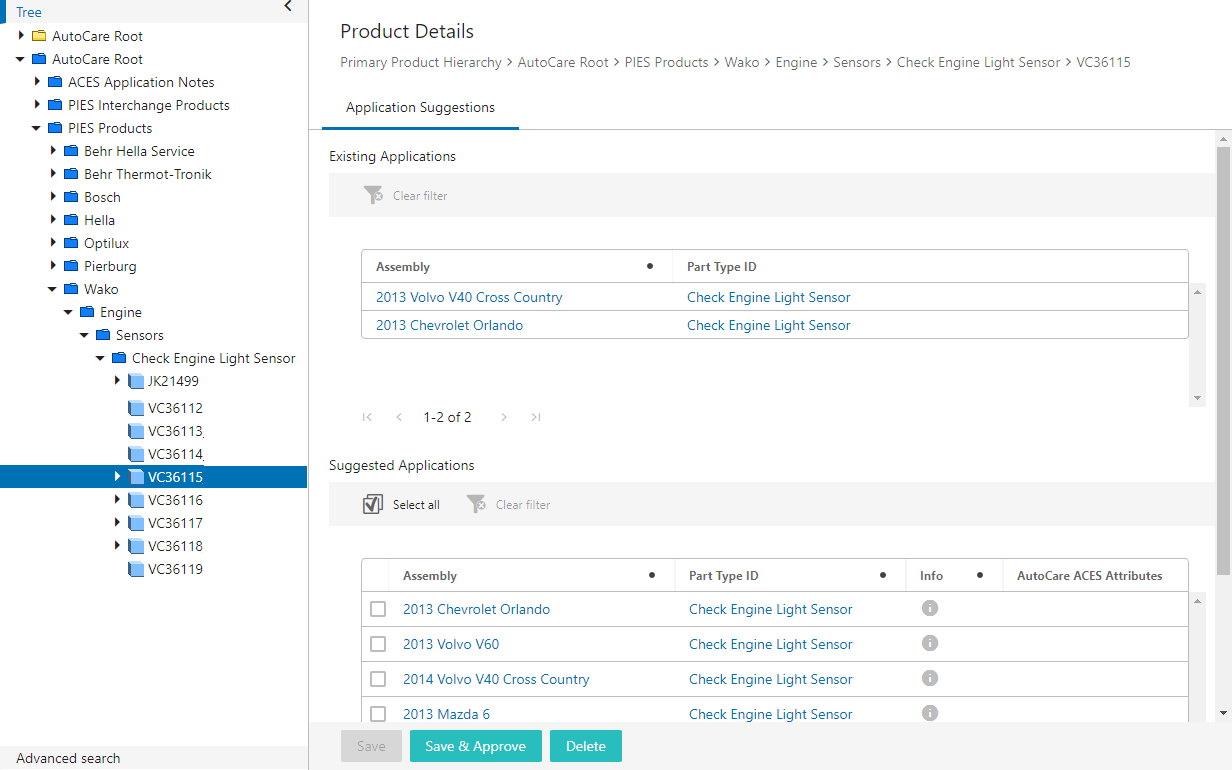 Tree
AutoCare Root
AutoCare Root
ACES Application Notes
PIES Interchange Products
PIES Products
Behr Hella Service
Behr Thermot-Tronik
Bosch
Hella
Optilux
Pierburg
Wako
Engine
Sensors
Check Engine Light Sensor
JK21499
VC36112
VC36113
VC36114
VC36115
VC36116
VC36117
VC36118
VC36119
Advanced search
Product Details
Primary Product Hierarchy > AutoCare Root > PIES Products > Wako > Engine > Sensors > Check Engine Light Sensor > VC36115
Application Suggestions
Existing Applications
Clear filter
Assembly Part Type ID
2013 Volvo V40 Cross Country Check Engine Light Sensor
2013 Chevrolet Orlando Check Engine Light Sensor
1-2 of 2
Suggested Applications
Select all Clear filter
Assembly Part Type ID Info AutoCare ACES Attributes
2013 Chevrolet Orlando Check Engine Light Sensor
2013 Volvo V60 Check Engine Light Sensor
2014 Volvo V40 Cross Country Check Engine Light Sensor
2013 Mazda 6 Check Engine Light Sensor
Save Save & Approve Delete